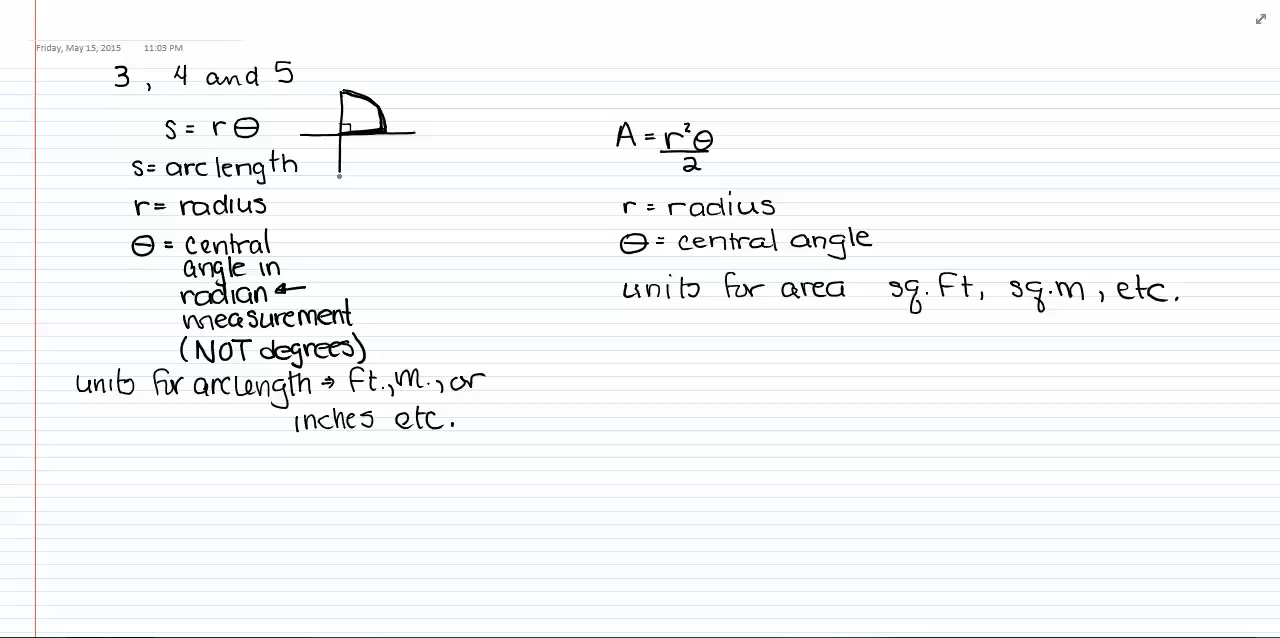 Friday, May 15, 2015 11:03 PM
3, 4 and 5
s = rθ
s = arc length
r = radius
θ = central
angle in
radian ←
measurement
(NOT degrees)
units for arc length → ft., m., or
inches etc.
A = r²θ
2
r = radius
θ = central angle
units for area sq. Ft, sq. m, etc.